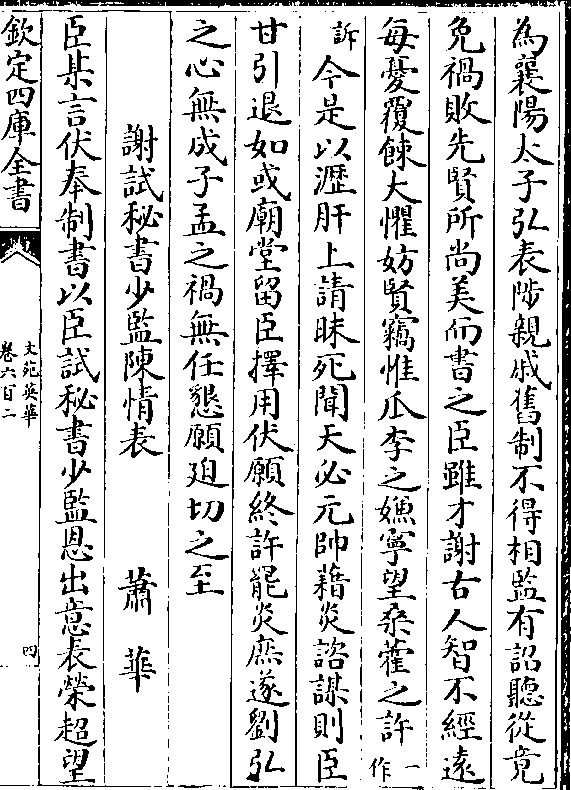 為襄陽太子弘表陟親戚舊制不得相監有詔聽從竟
免禍敗先賢所尚美而書之臣雖才謝古人智不經遠
每憂覆餗大懼妨賢竊惟瓜李之嫌寧望桑藿之許一作
訴今是以瀝肝上請昧死聞天必元帥藉炎諮謀則臣
甘引退如或廟堂留臣擇用伏願終許罷炎庶遂劉弘
之心無成子孟之禍無任懇願迫切之至
謝試秘書少監陳情表 蕭華
臣某言伏奉制書以臣試秘書少監恩出意表榮超望
欽定四庫全書
文苑英華
卷六百二
四